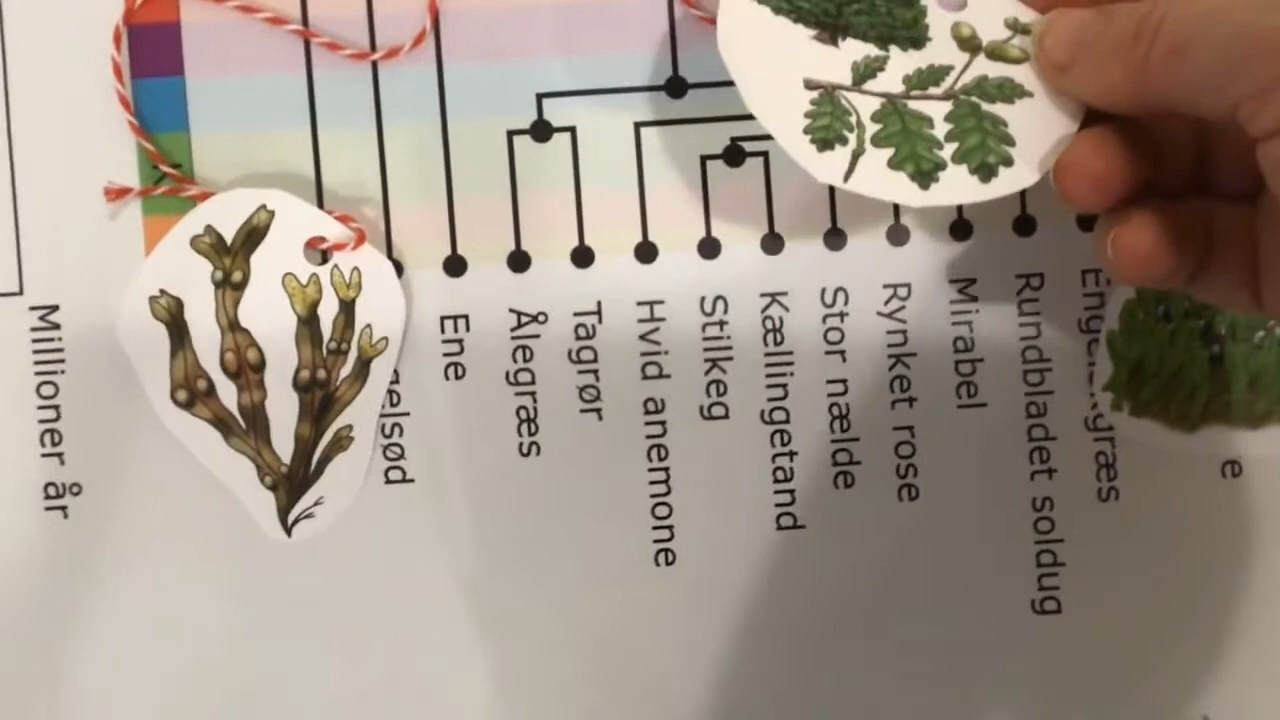 Millioner år
Ene
Ålegræs
Tagrør
Hvid anemone
Stilkeg
Kællingetand
Stor nælde
Rynket rose
Mirabel
Rundbladet soldug